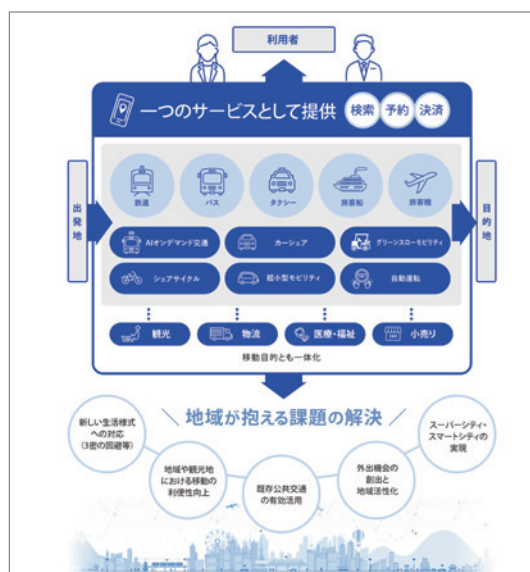 利用者
一つのサービスとして提供
検索
予約
決済
出発地
目的地
鉄道
バス
タクシー
旅客船
旅客機
AIオンデマンド交通
カーシェア
グリーンスローモビリティ
シェアサイクル
超小型モビリティ
自動運転
観光
物流
医療・福祉
小売り
移動目的とも一体化
地域が抱える課題の解決
新しい生活様式
への対応
(3密の回避等)
地域や観光地
における移動の
利便性向上
既存公共交通
の有効活用
外出機会の
創出と
地域活性化
スーパーシティ・
スマートシティの
実現